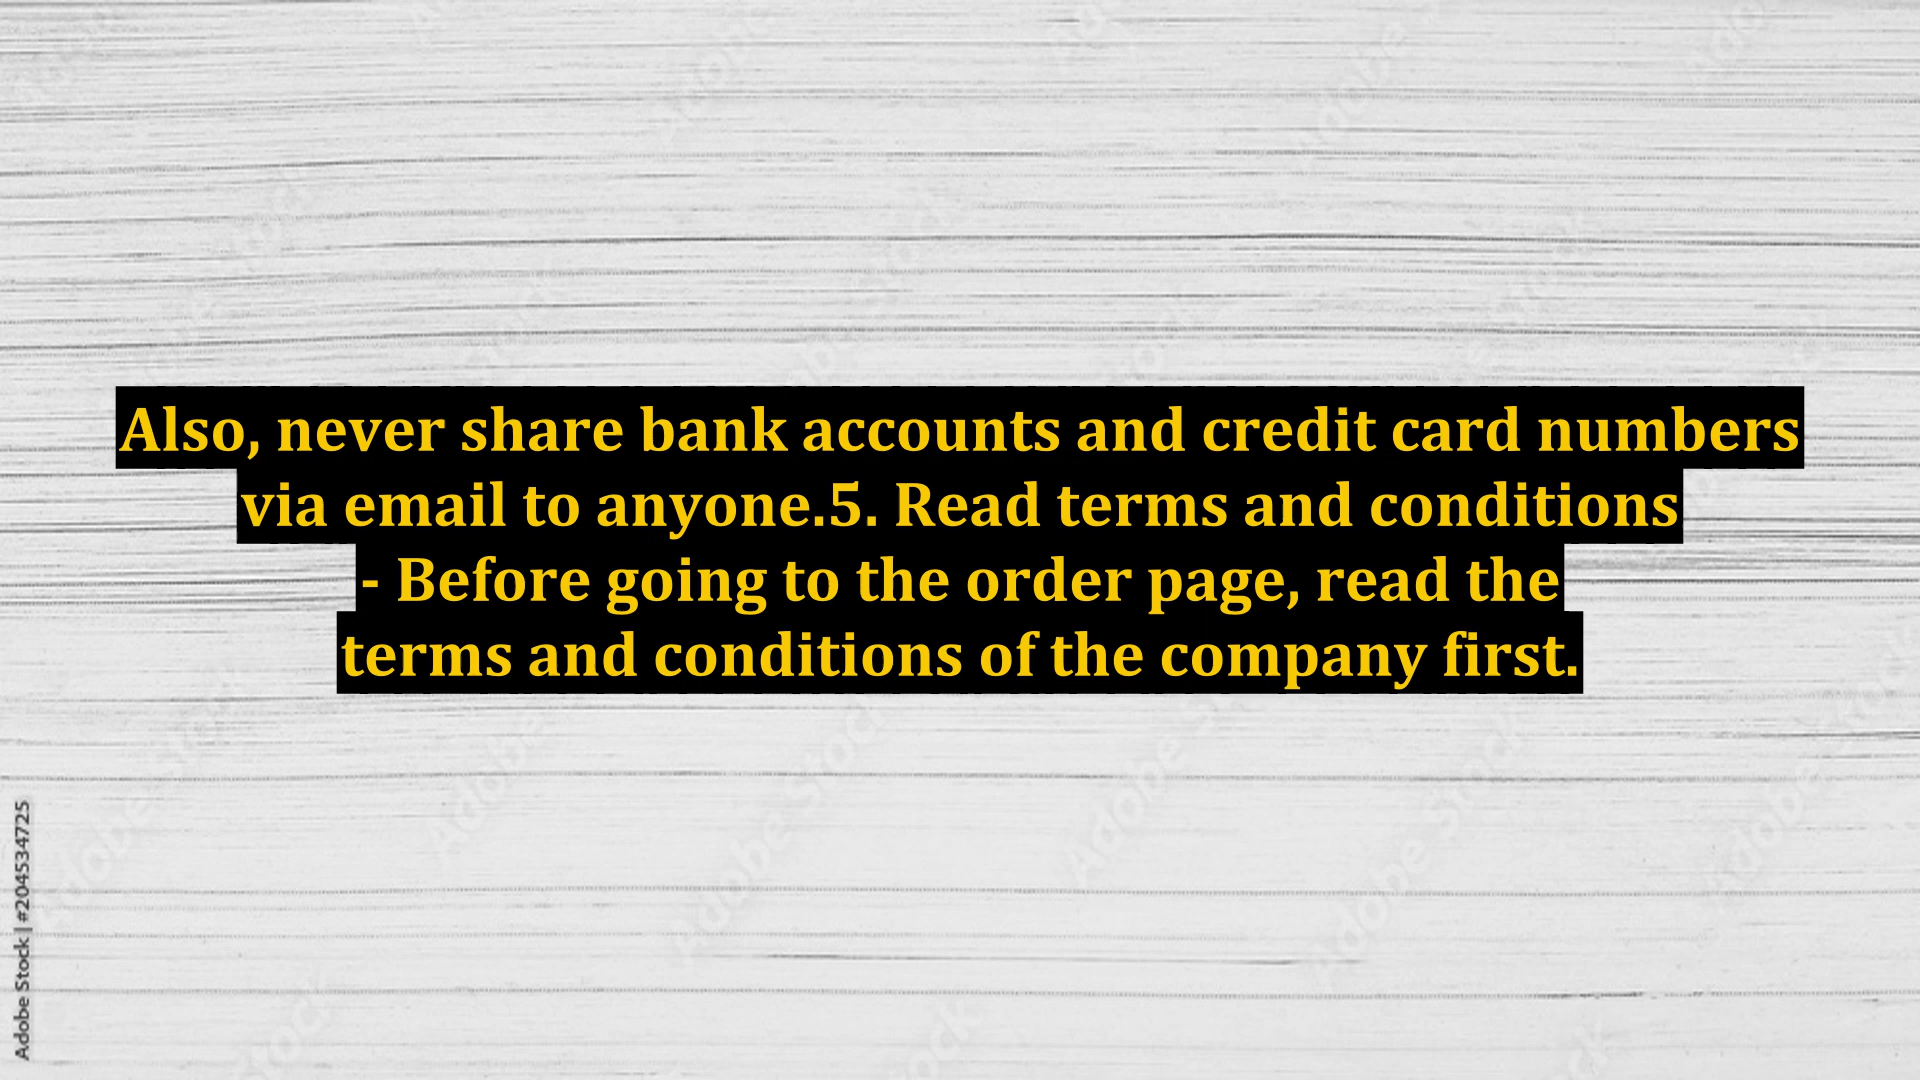 Also, never share bank accounts and credit card numbers
via email to anyone.5. Read terms and conditions
- Before going to the order page, read the
terms and conditions of the company first.
Adobe Stock | #204534725